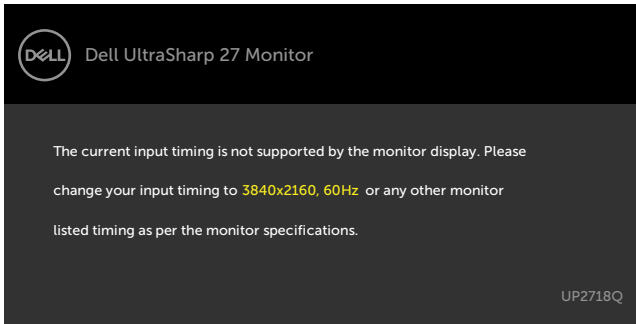 DELL Dell UltraSharp 27 Monitor
The current input timing is not supported by the monitor display. Please
change your input timing to 3840x2160, 60Hz or any other monitor
listed timing as per the monitor specifications.
UP2718Q